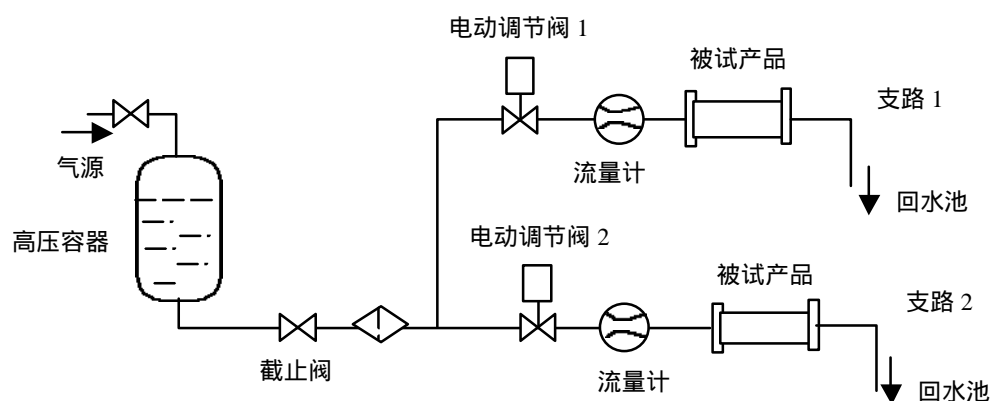 电动调节阀 1
被试产品
支路 1
气源
流量计
回水池
高压容器
电动调节阀 2
被试产品
支路 2
截止阀
流量计
回水池